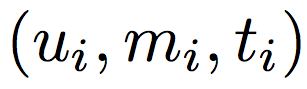 (u_i, m_i, t_i)